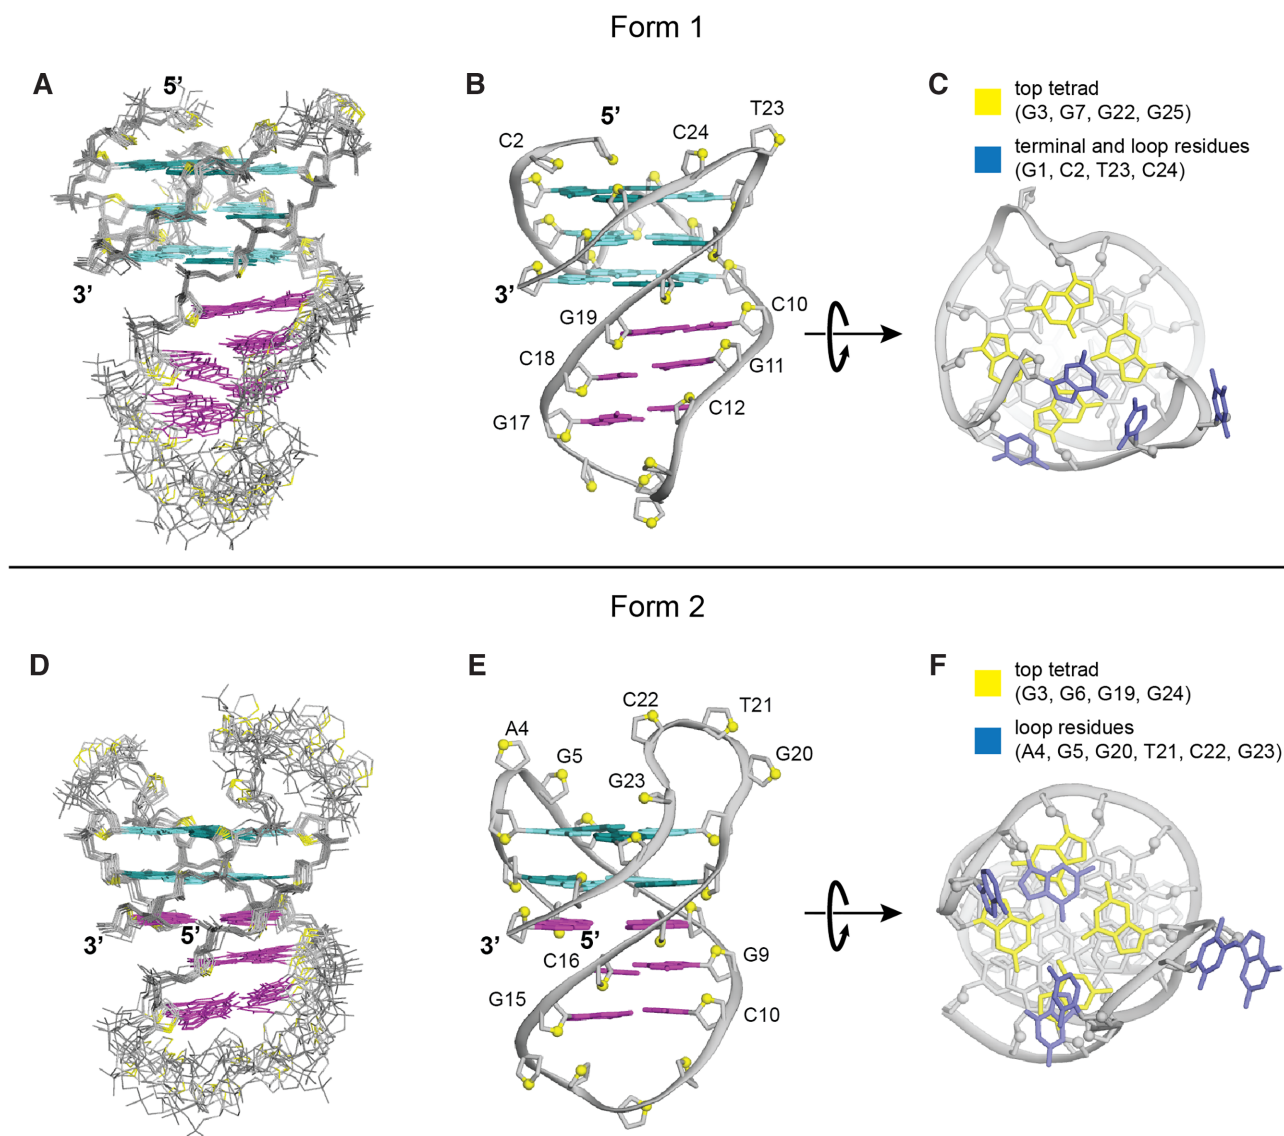 Form 1
A
5’
3’
B
5’
C2
C24
T23
3’
G19
C10
C18
G11
G17
C12
C
top tetrad
(G3, G7, G22, G25)
terminal and loop residues
(G1, C2, T23, C24)
Form 2
D
3’
5’
E
C22
T21
A4
G5
G20
G23
3’
5’
C16
G9
G15
C10
F
top tetrad
(G3, G6, G19, G24)
loop residues
(A4, G5, G20, T21, C22, G23)